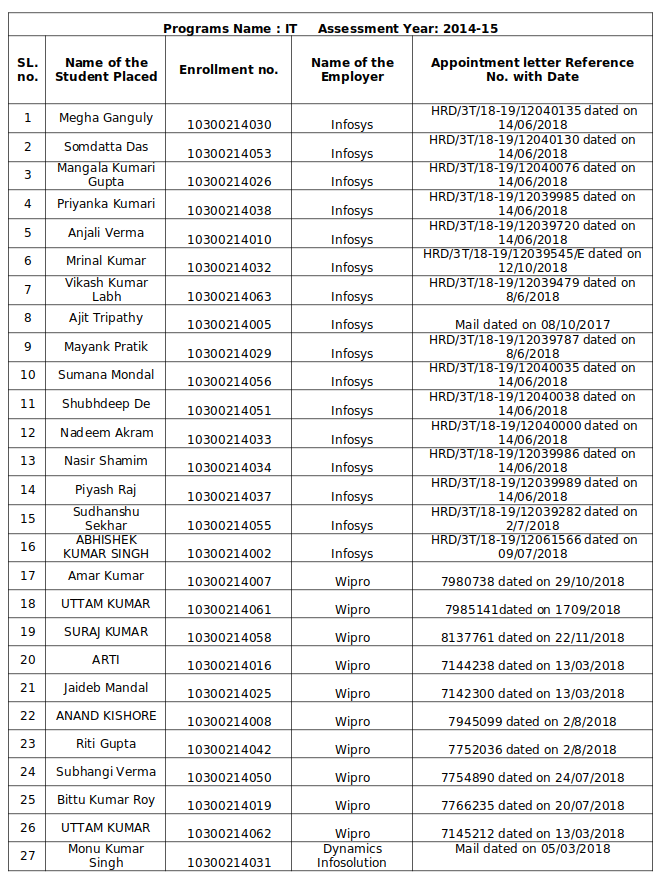 Programs Name : IT Assessment Year: 2014-15
SL. no. Name of the Student Placed Enrollment no. Name of the Employer Appointment letter Reference No. with Date
1 Megha Ganguly 10300214030 Infosys HRD/3T/18-19/12040135 dated on 14/06/2018
2 Somdatta Das 10300214053 Infosys HRD/3T/18-19/12040130 dated on 14/06/2018
3 Mangala Kumari Gupta 10300214026 Infosys HRD/3T/18-19/12040076 dated on 14/06/2018
4 Priyanka Kumari 10300214038 Infosys HRD/3T/18-19/12039985 dated on 14/06/2018
5 Anjali Verma 10300214010 Infosys HRD/3T/18-19/12039720 dated on 14/06/2018
6 Mrinal Kumar 10300214032 Infosys HRD/3T/18-19/12039545/E dated on 12/10/2018
7 Vikash Kumar Labh 10300214063 Infosys HRD/3T/18-19/12039479 dated on 8/6/2018
8 Ajit Tripathy 10300214005 Infosys Mail dated on 08/10/2017
9 Mayank Pratik 10300214029 Infosys HRD/3T/18-19/12039787 dated on 8/6/2018
10 Sumana Mondal 10300214056 Infosys HRD/3T/18-19/12040035 dated on 14/06/2018
11 Shubhdeep De 10300214051 Infosys HRD/3T/18-19/12040038 dated on 14/06/2018
12 Nadeem Akram 10300214033 Infosys HRD/3T/18-19/12040000 dated on 14/06/2018
13 Nasir Shamim 10300214034 Infosys HRD/3T/18-19/12039986 dated on 14/06/2018
14 Piyash Raj 10300214037 Infosys HRD/3T/18-19/12039989 dated on 14/06/2018
15 Sudhanshu Sekhar 10300214055 Infosys HRD/3T/18-19/12039282 dated on 2/7/2018
16 ABHISHEK KUMAR SINGH 10300214002 Infosys HRD/3T/18-19/12061566 dated on 09/07/2018
17 Amar Kumar 10300214007 Wipro 7980738 dated on 29/10/2018
18 UTTAM KUMAR 10300214061 Wipro 7985141dated on 1709/2018
19 SURAJ KUMAR 10300214058 Wipro 8137761 dated on 22/11/2018
20 ARTI 10300214016 Wipro 7144238 dated on 13/03/2018
21 Jaideb Mandal 10300214025 Wipro 7142300 dated on 13/03/2018
22 ANAND KISHORE 10300214008 Wipro 7945099 dated on 2/8/2018
23 Riti Gupta 10300214042 Wipro 7752036 dated on 2/8/2018
24 Subhangi Verma 10300214050 Wipro 7754890 dated on 24/07/2018
25 Bittu Kumar Roy 10300214019 Wipro 7766235 dated on 20/07/2018
26 UTTAM KUMAR 10300214062 Wipro 7145212 dated on 13/03/2018
27 Monu Kumar Singh 10300214031 Dynamics Infosolution Mail dated on 05/03/2018